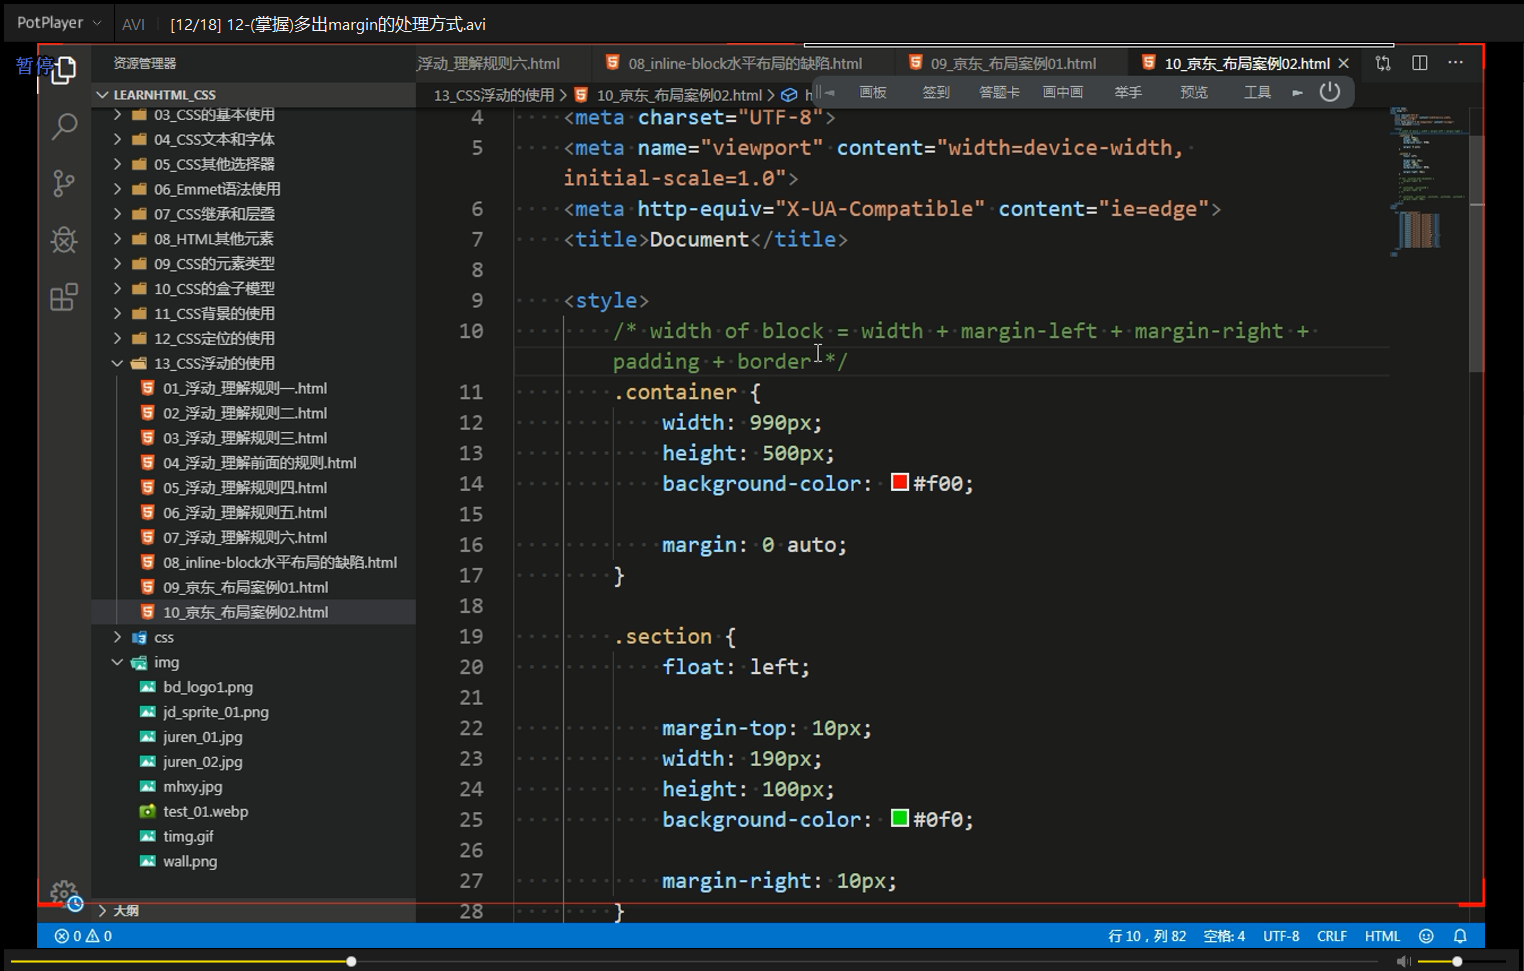 PotPlayer
AVI
[12/18] 12-(掌握)多出margin的处理方式.avi
暂停
资源管理器
浮动_理解规则六.html
08_inline-block水平布局的缺陷.html
09_京东_布局案例01.html
10_京东_布局案例02.html
LEARNHTML_CSS
13_CSS浮动的使用 > 10_京东_布局案例02.html > h
画板 签到 答题卡 画中画 举手 预览 工具
03_CSS的基本使用
04_CSS文本和字体
05_CSS其他选择器
06_Emmet语法使用
07_CSS继承和层叠
08_HTML其他元素
09_CSS的元素类型
10_CSS的盒子模型
11_CSS背景的使用
12_CSS定位的使用
13_CSS浮动的使用
01_浮动_理解规则一.html
02_浮动_理解规则二.html
03_浮动_理解规则三.html
04_浮动_理解前面的规则.html
05_浮动_理解规则四.html
06_浮动_理解规则五.html
07_浮动_理解规则六.html
08_inline-block水平布局的缺陷.html
09_京东_布局案例01.html
10_京东_布局案例02.html
css
img
bd_logo1.png
jd_sprite_01.png
juren_01.jpg
juren_02.jpg
mhxy.jpg
test_01.webp
timg.gif
wall.png
大纲
4 <meta charset="UTF-8">
5 <meta name="viewport" content="width=device-width,
initial-scale=1.0">
6 <meta http-equiv="X-UA-Compatible" content="ie=edge">
7 <title>Document</title>
8
9 <style>
10 /* width of block = width + margin-left + margin-right +
padding + border */
11 .container {
12 width: 990px;
13 height: 500px;
14 background-color: #f00;
15
16 margin: 0 auto;
17 }
18
19 .section {
20 float: left;
21
22 margin-top: 10px;
23 width: 190px;
24 height: 100px;
25 background-color: #0f0;
26
27 margin-right: 10px;
28 }
0 0
行 10，列 82 空格: 4 UTF-8 CRLF HTML